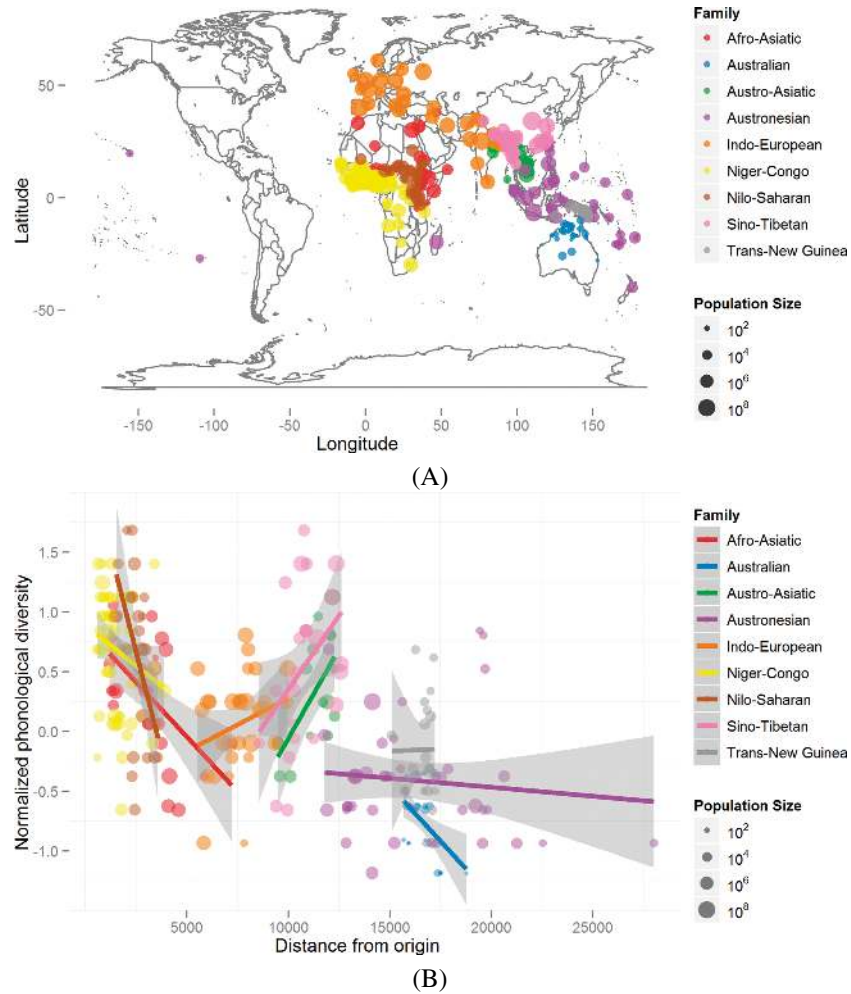 Family
Afro-Asiatic
Australian
Austro-Asiatic
Austronesian
Indo-European
Niger-Congo
Nilo-Saharan
Sino-Tibetan
Trans-New Guinea
Population Size
10²
10⁴
10⁶
10⁸
Latitude
50
0
-50
-150
-100
-50
0
50
100
150
Longitude
(A)
Normalized phonological diversity
1.5
1.0
0.5
0.0
-0.5
-1.0
5000
10000
15000
20000
25000
Distance from origin
Family
Afro-Asiatic
Australian
Austro-Asiatic
Austronesian
Indo-European
Niger-Congo
Nilo-Saharan
Sino-Tibetan
Trans-New Guinea
Population Size
10²
10⁴
10⁶
10⁸
(B)